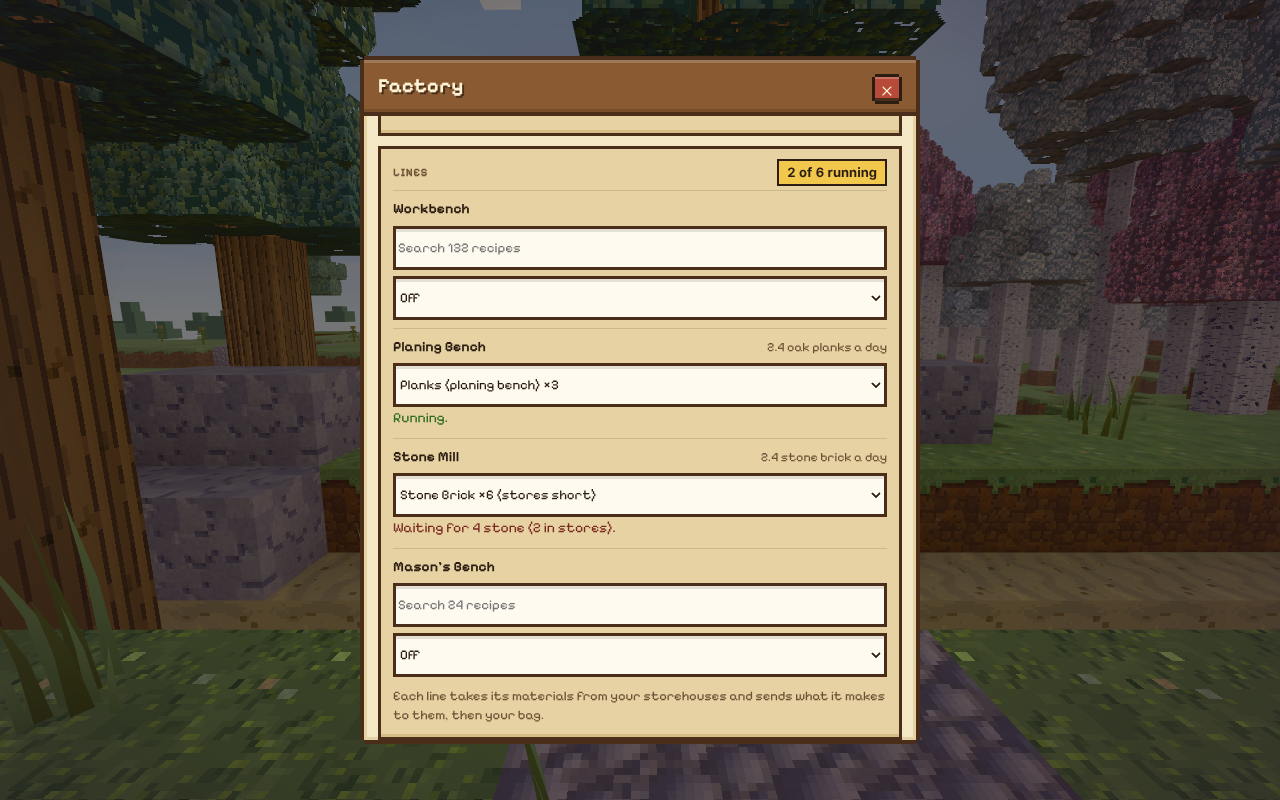 Factory
LINES
2 of 6 running
Workbench
Search 132 recipes
Off
Planing Bench
2.4 oak planks a day
Planks (planing bench) ×3
Running.
Stone Mill
2.4 stone brick a day
Stone Brick ×6 (stores short)
Waiting for 4 stone (2 in stores).
Mason's Bench
Search 24 recipes
Off
Each line takes its materials from your storehouses and sends what it makes
to them, then your bag.